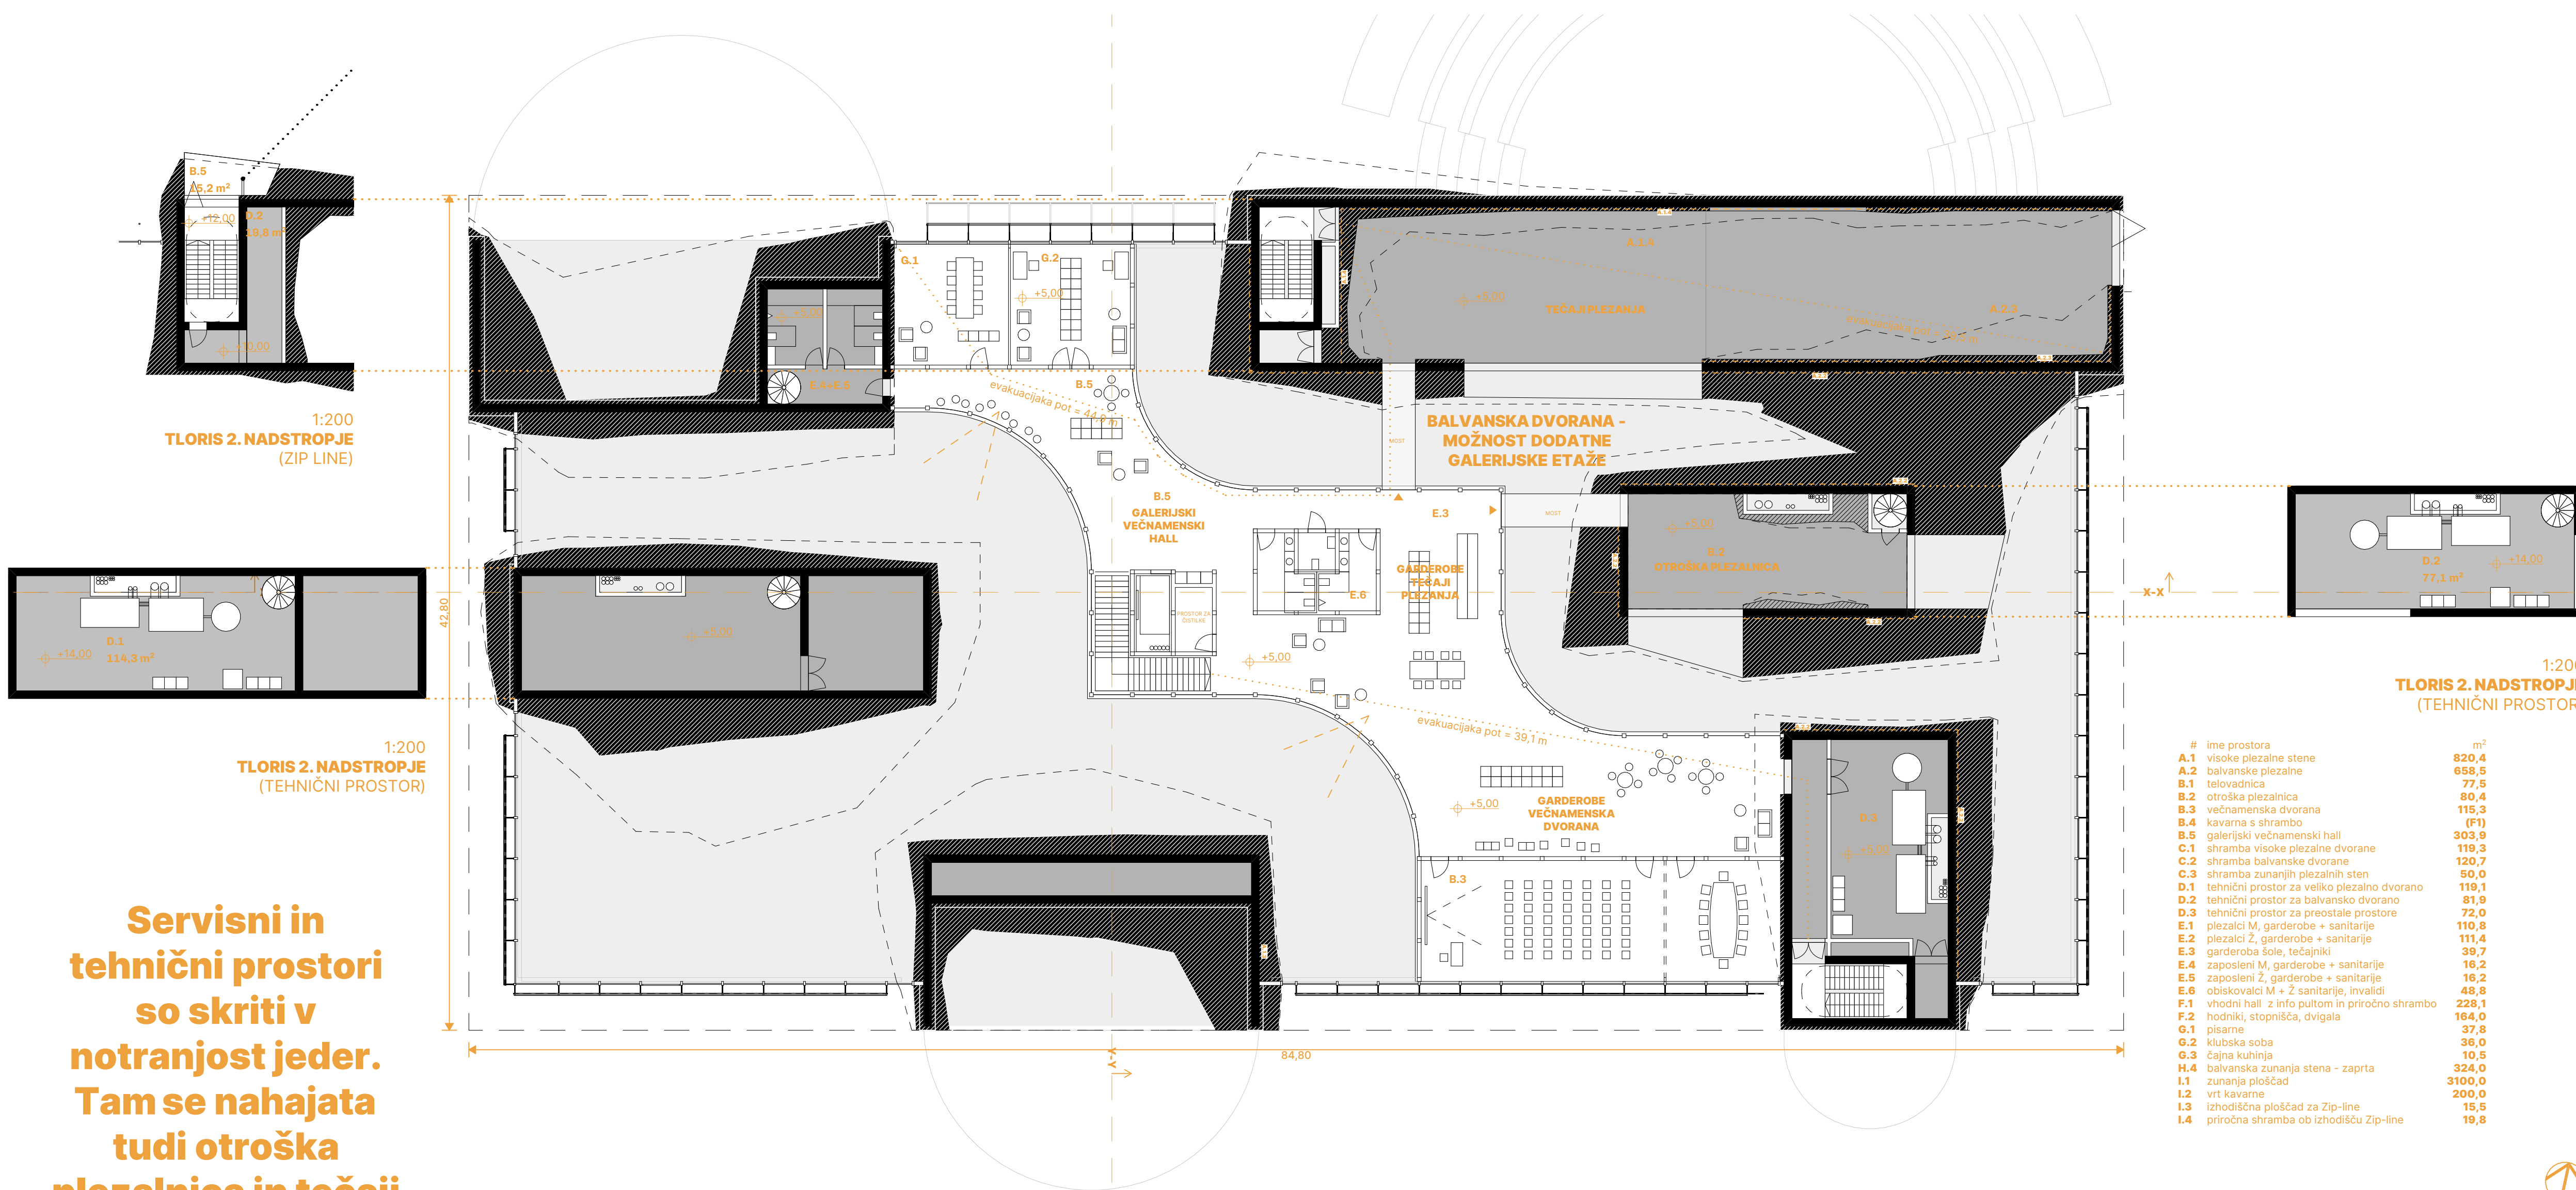 B.5
15,2 m²
+12,00
D.2
19,8 m²
+10,00
1:200
TLORIS 2. NADSTROPJE
(ZIP LINE)
D.1
114,3 m²
+14,00
1:200
TLORIS 2. NADSTROPJE
(TEHNIČNI PROSTOR)
Servisni in
tehnični prostori
so skriti v
notranjost jeder.
Tam se nahajata
tudi otroška
plezalnica in tečaji
42,80
84,80
Y-Y
X-X
G.1
G.2
+5,00
+5,00
B.5
evakuacijaka pot = 44,9 m
B.5
GALERIJSKI
VEČNAMENSKI
HALL
PROSTOR ZA
ČISTILKE
E.6
E.3
GARDEROBE
TEČAJI
PLEZANJA
+5,00
evakuacijaka pot = 39,1 m
+5,00
GARDEROBE
VEČNAMENSKA
DVORANA
B.3
BALVANSKA DVORANA -
MOŽNOST DODATNE
GALERIJSKE ETAŽE
MOST
MOST
TEČAJI PLEZANJA
+5,00
OTROŠKA PLEZALNICA
D.2
77,1 m²
+14,00
1:200
TLORIS 2. NADSTROPJE
(TEHNIČNI PROSTOR
# ime prostora m²
A.1 visoke plezalne stene 820,4
A.2 balvanske plezalne 658,5
B.1 telovadnica 77,5
B.2 otroška plezalnica 80,4
B.3 večnamenska dvorana 115,3
B.4 kavarna s shrambo (F1)
B.5 galerijski večnamenski hall 303,9
C.1 shramba visoke plezalne dvorane 119,3
C.2 shramba balvanske dvorane 120,7
C.3 shramba zunanjih plezalnih sten 50,0
D.1 tehnični prostor za veliko plezalno dvorano 119,1
D.2 tehnični prostor za balvansko dvorano 81,9
D.3 tehnični prostor za preostale prostore 72,0
E.1 plezalci M, garderobe + sanitarije 110,8
E.2 plezalci Ž, garderobe + sanitarije 111,4
E.3 garderoba šole, tečajniki 39,7
E.4 zaposleni M, garderobe + sanitarije 16,2
E.5 zaposleni Ž, garderobe + sanitarije 16,2
E.6 obiskovalci M + Ž sanitarije, invalidi 48,8
F.1 vhodni hall z info pultom in priročno shrambo 228,1
F.2 hodniki, stopnišča, dvigala 164,0
G.1 pisarne 37,8
G.2 klubska soba 36,0
G.3 čajna kuhinja 10,5
H.4 balvanska zunanja stena - zaprta 324,0
I.1 zunanja ploščad 3100,0
I.2 vrt kavarne 200,0
I.3 izhodiščna ploščad za Zip-line 15,5
I.4 priročna shramba ob izhodišču Zip-line 19,8